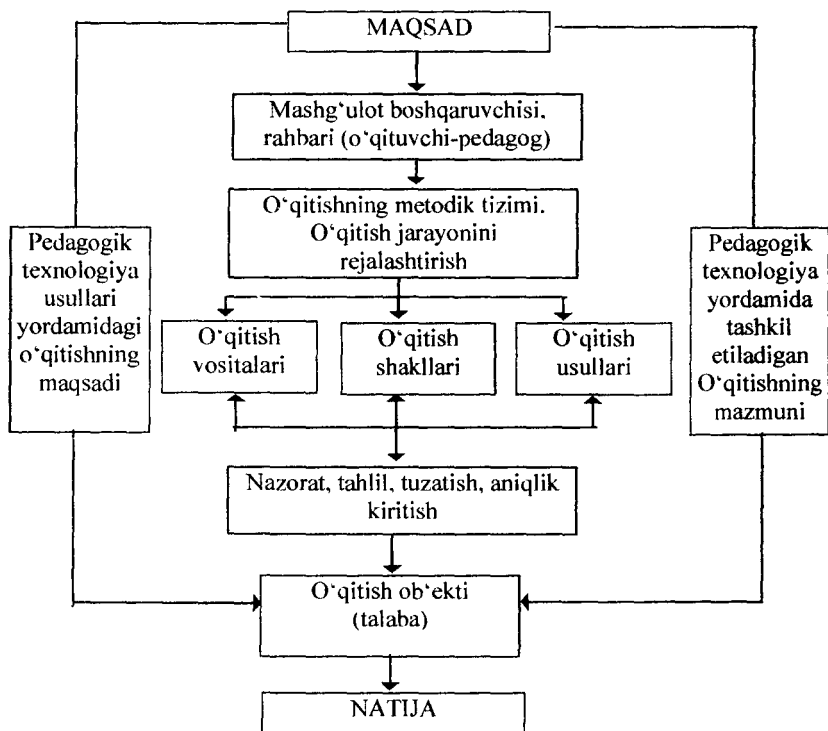 MAQSAD
Mashg‘ulot boshqaruvchisi.
rahbari (o‘qituvchi-pedagog)
O‘qitishning metodik tizimi.
O‘qitish jarayonini
rejalashtirish
Pedagogik
texnologiya
usullari
yordamidagi
o‘qitishning
maqsadi
O‘qitish
vositalari
O‘qitish
shakllari
O‘qitish
usullari
Pedagogik
texnologiya
yordamida
tashkil
etiladigan
O‘qitishning
mazmuni
Nazorat, tahlil, tuzatish, aniqlik
kiritish
O‘qitish ob‘ekti
(talaba)
NATIJA